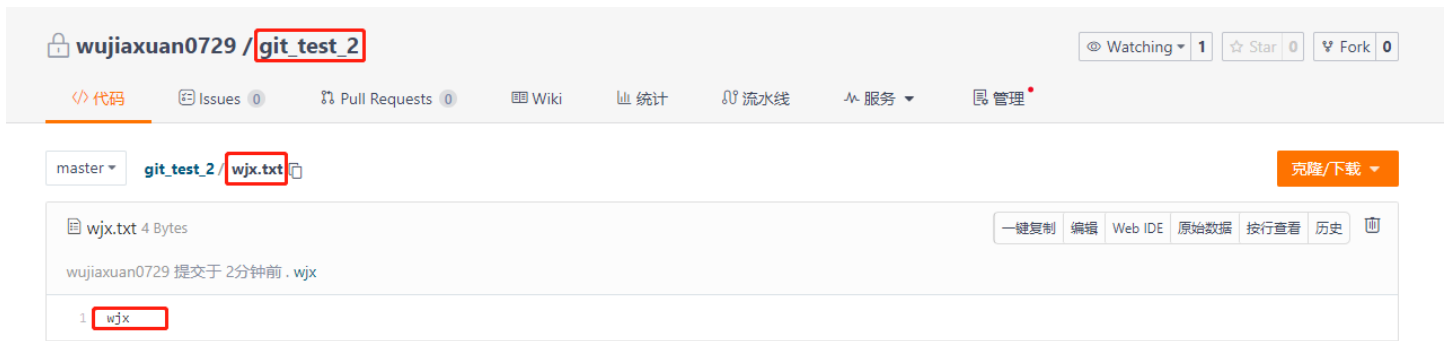 wujiaxuan0729 / git_test_2 Watching 1 Star 0 Fork 0
代码 Issues 0 Pull Requests 0 Wiki 统计 流水线 服务 管理
master git_test_2 / wjx.txt 克隆/下载
wjx.txt 4 Bytes 一键复制 编辑 Web IDE 原始数据 按行查看 历史
wujiaxuan0729 提交于 2分钟前 . wjx
1 wjx